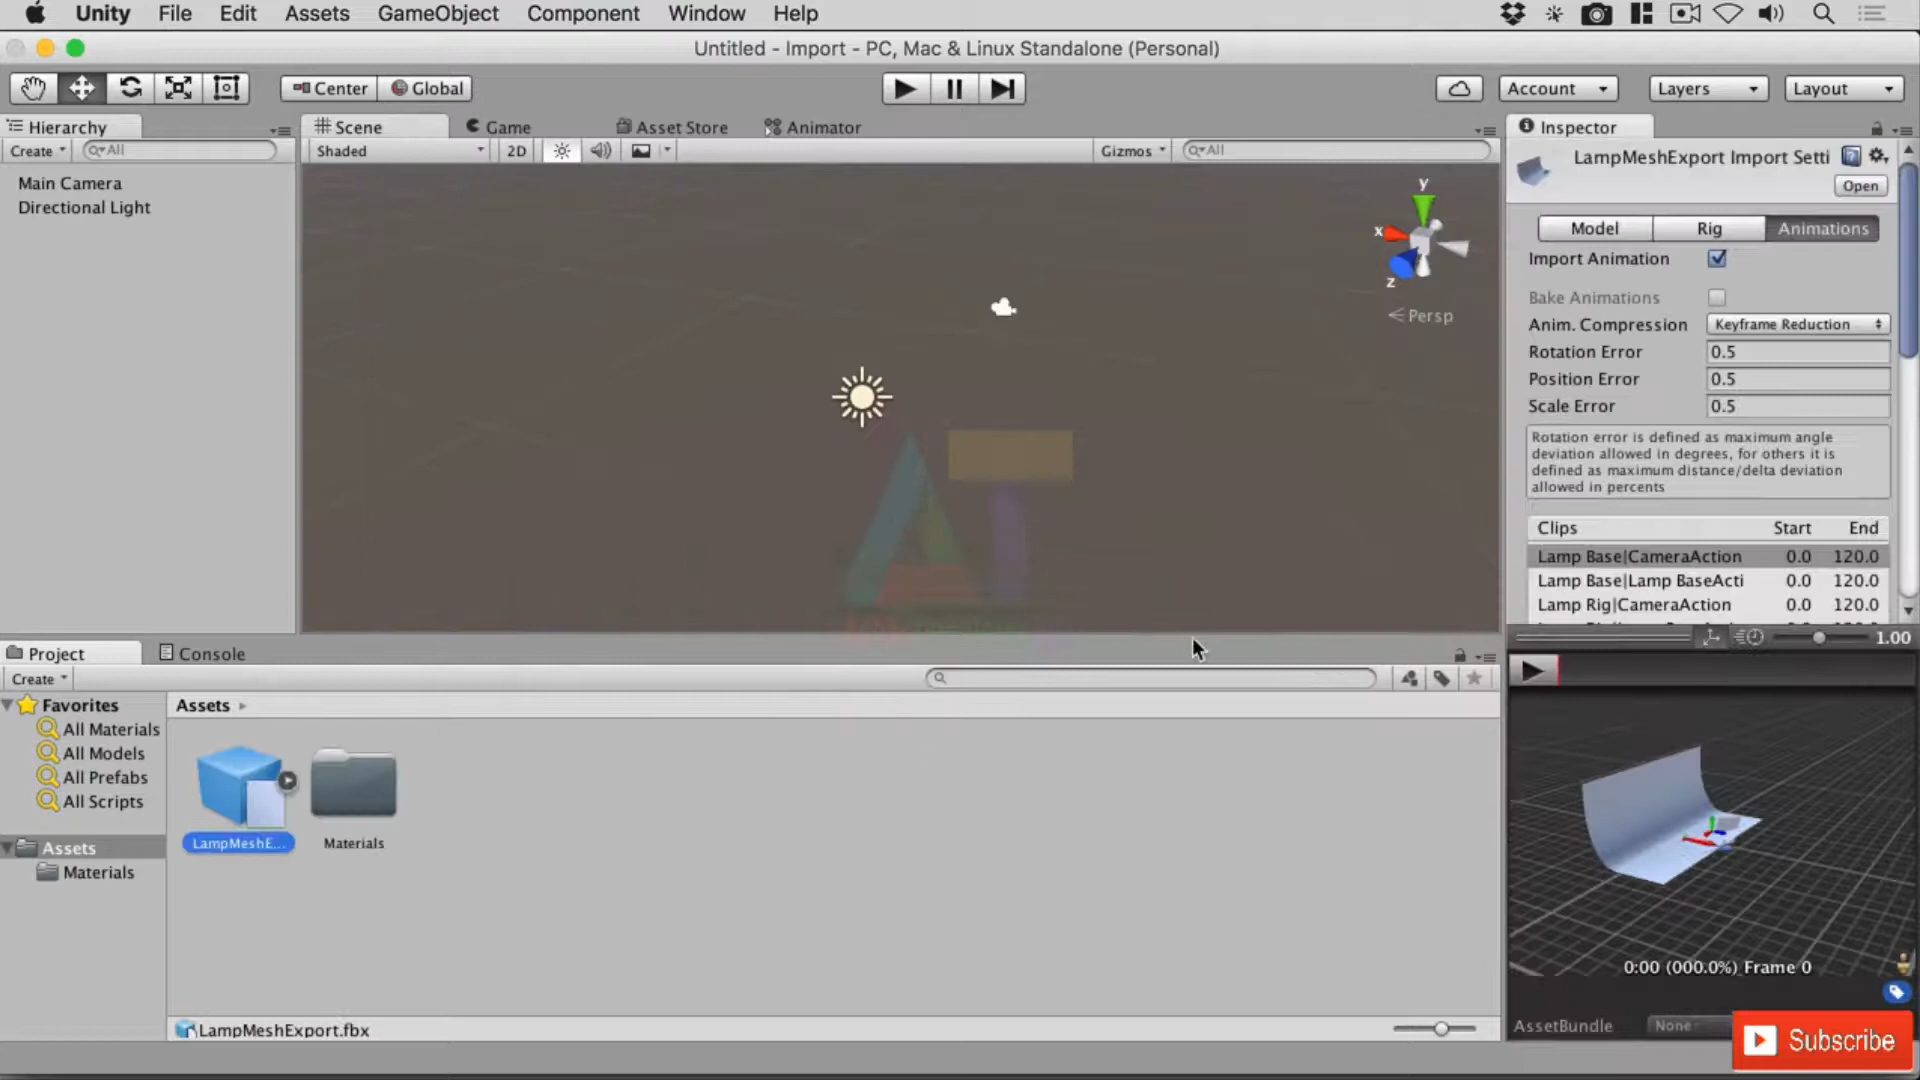 Unity File Edit Assets GameObject Component Window Help
Untitled - Import - PC, Mac & Linux Standalone (Personal)
Center Global Account Layers Layout
Hierarchy Scene Game Asset Store Animator Inspector
Create All Shaded 2D Gizmos All
LampMeshExport Import Setti
Open
Main Camera
Directional Light
y
x
z
Persp
Model Rig Animations
Import Animation
Bake Animations
Anim. Compression Keyframe Reduction
Rotation Error 0.5
Position Error 0.5
Scale Error 0.5
Rotation error is defined as maximum angle
deviation allowed in degrees, for others it is
defined as maximum distance/delta deviation
allowed in percents
Clips Start End
Lamp Base|CameraAction 0.0 120.0
Lamp Base|Lamp BaseActi 0.0 120.0
Lamp Rig|CameraAction 0.0 120.0
1.00
Project Console
Create
Favorites
All Materials
All Models
All Prefabs
All Scripts
Assets
Materials
Assets
LampMeshE... Materials
LampMeshExport.fbx
0:00 (000.0%) Frame 0
AssetBundle None
Subscribe